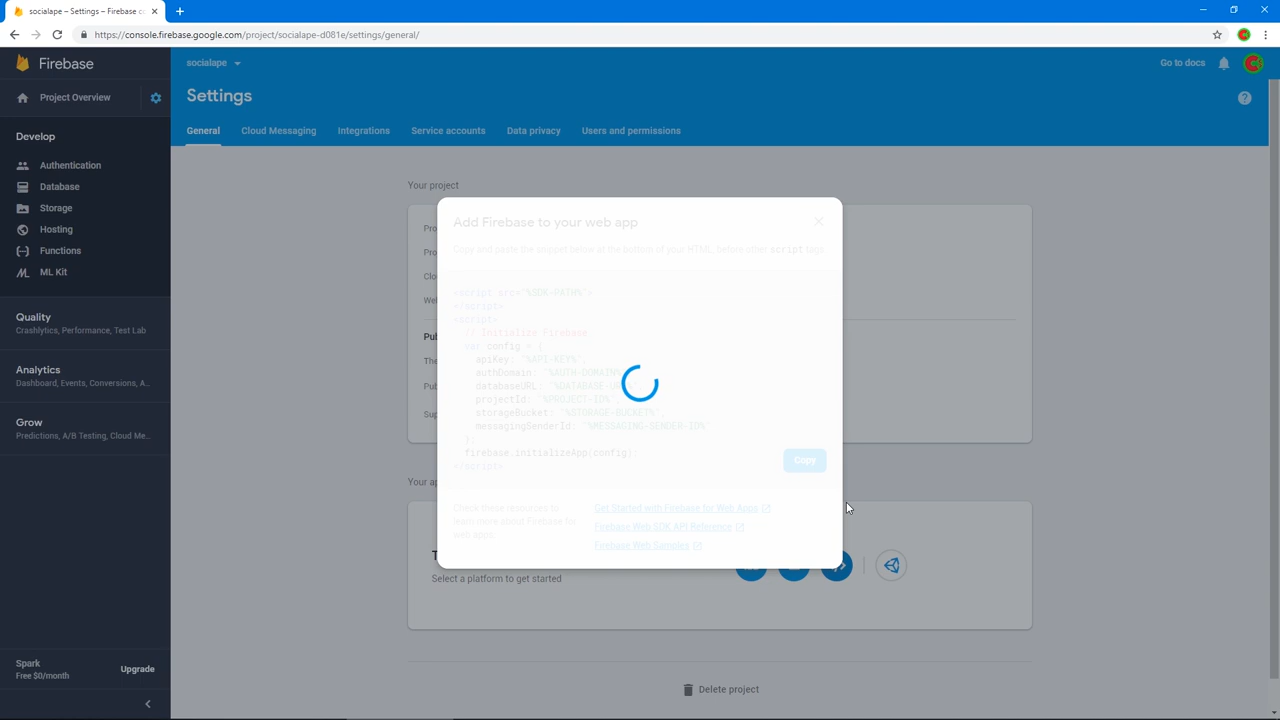 socialape – Settings – Firebase c
https://console.firebase.google.com/project/socialape-d081e/settings/general/
Firebase
socialape
Go to docs
Project Overview
Settings
General
Cloud Messaging
Integrations
Service accounts
Data privacy
Users and permissions
Develop
Authentication
Database
Storage
Hosting
Functions
ML Kit
Quality
Crashlytics, Performance, Test Lab
Analytics
Dashboard, Events, Conversions, A...
Grow
Predictions, A/B Testing, Cloud Me...
Spark
Free $0/month
Upgrade
Your project
Add Firebase to your web app
Copy and paste the snippet below at the bottom of your HTML, before other script tags.
<script src="%SDK-PATH%">
</script>
<script>
// Initialize Firebase
var config = {
apiKey: "%API-KEY%",
authDomain: "%AUTH-DOMAIN%
databaseURL: "%DATABASE-
projectId: "%PROJECT-ID%",
storageBucket: "%STORAGE-BUCKET%",
messagingSenderId: "%MESSAGING-SENDER-ID%"
};
firebase.initializeApp(config);
</script>
Copy
Check these resources to
learn more about Firebase for
web apps:
Get Started with Firebase for Web Apps
Firebase Web SDK API Reference
Firebase Web Samples
Select a platform to get started
Delete project